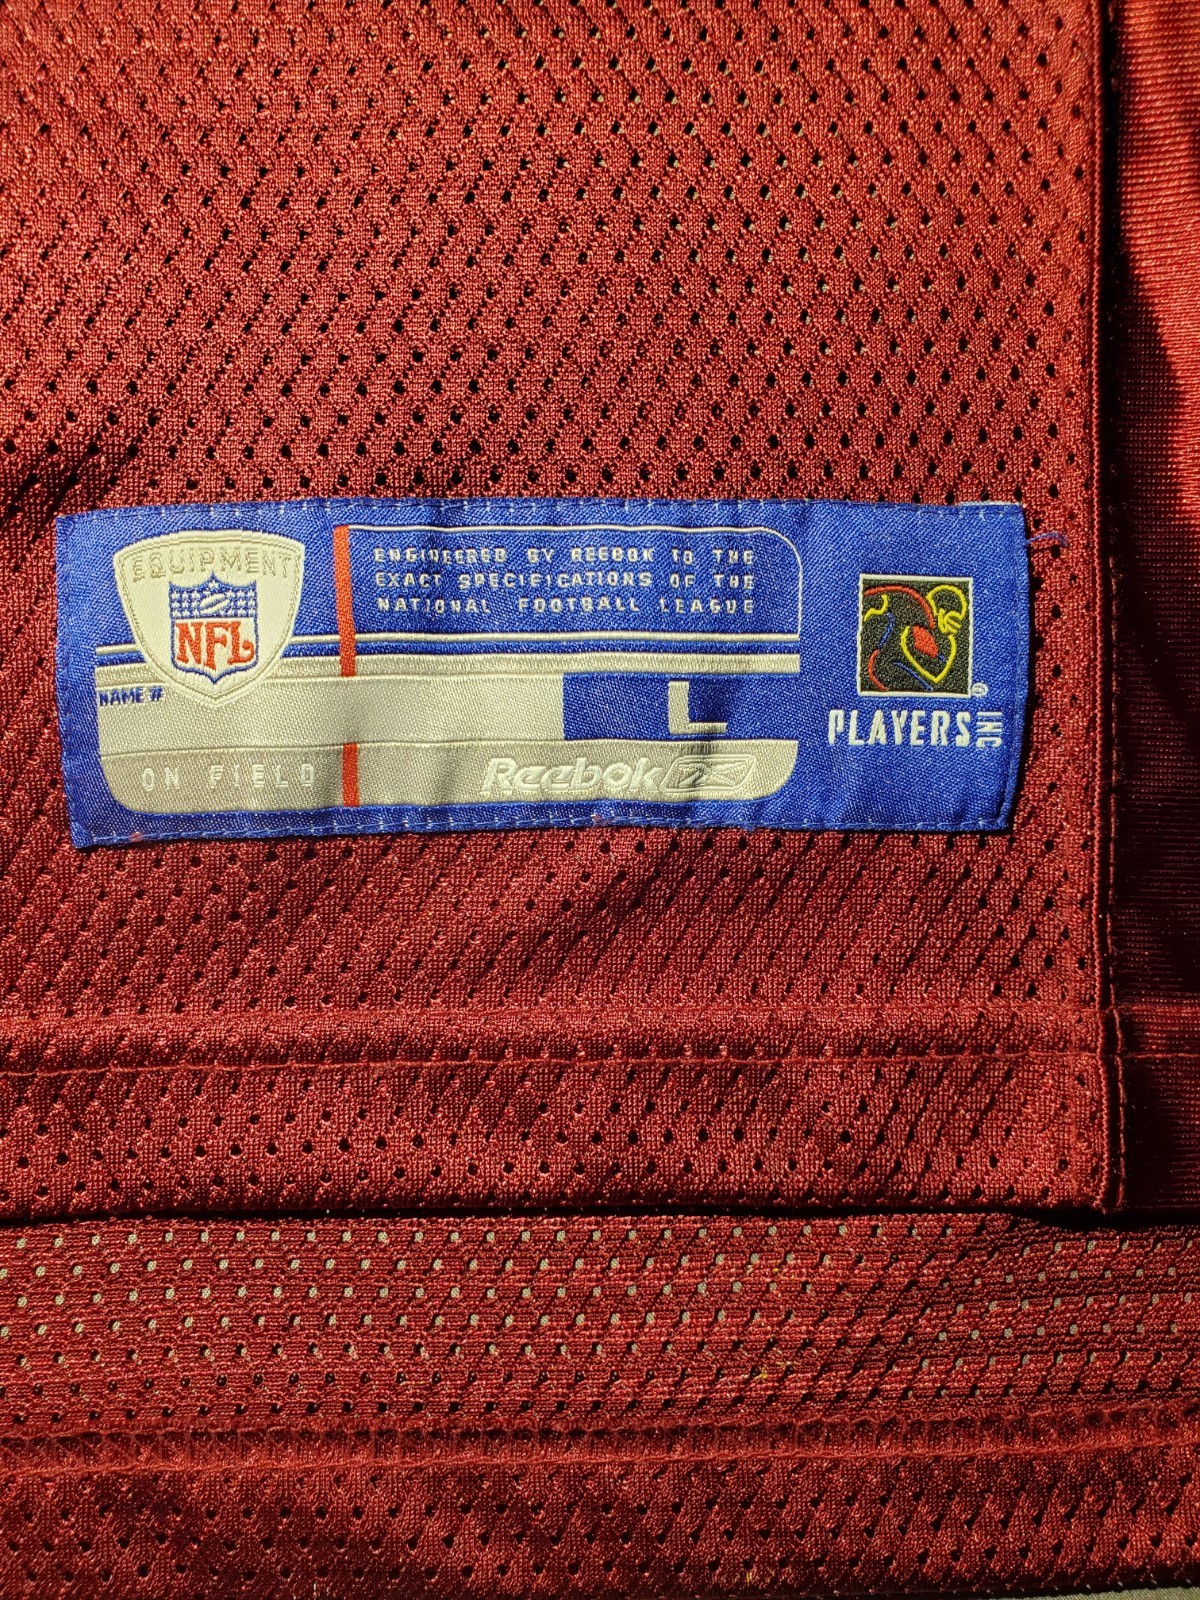 EQUIPMENT
NFL
ENGINEERED BY REEBOK TO THE
EXACT SPECIFICATIONS OF THE
NATIONAL FOOTBALL LEAGUE
NAME #
L
ON FIELD
Reebok
PLAYERS INC
®